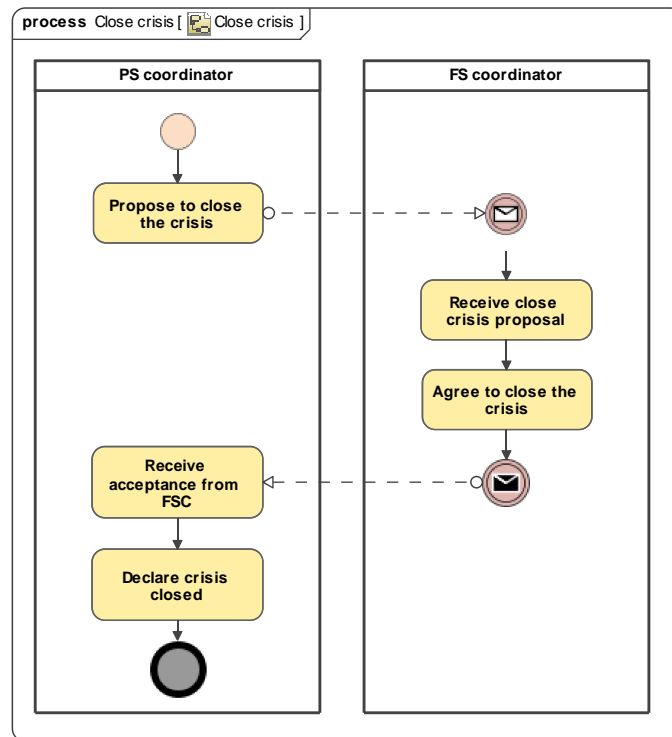 process Close crisis [ Close crisis ]
PS coordinator
FS coordinator
Propose to close
the crisis
Receive close
crisis proposal
Agree to close the
crisis
Receive
acceptance from
FSC
Declare crisis
closed